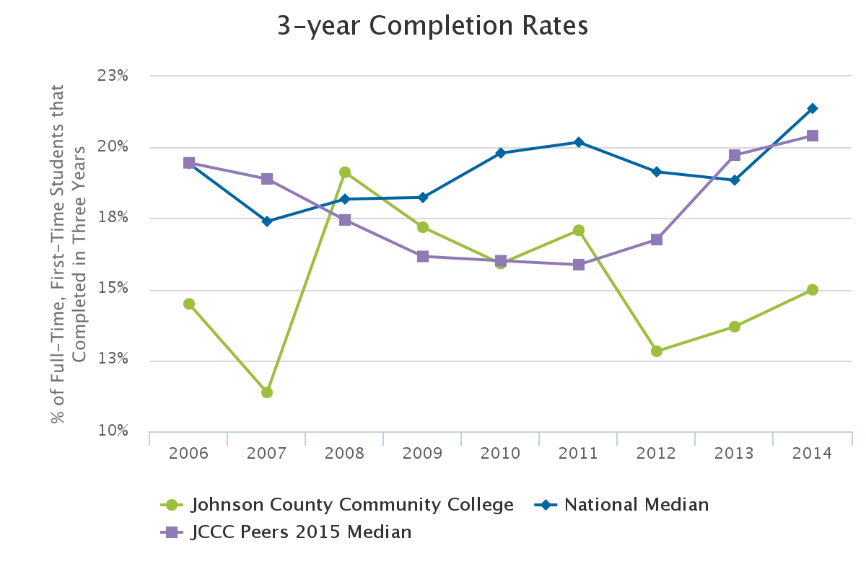 3-year Completion Rates
% of Full-Time, First-Time Students that
Completed in Three Years
23%
20%
18%
15%
13%
10%
2006 2007 2008 2009 2010 2011 2012 2013 2014
Johnson County Community College National Median
JCCC Peers 2015 Median